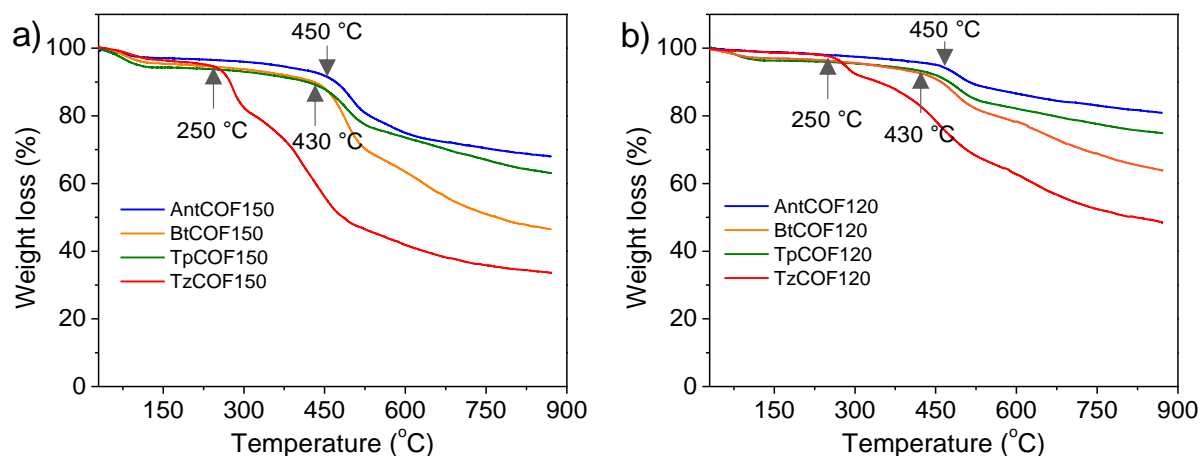 a)
450 °C
250 °C
430 °C
AntCOF150
BtCOF150
TpCOF150
TzCOF150
Weight loss (%)
100
80
60
40
20
0
150 300 450 600 750 900
Temperature (°C)
b)
450 °C
250 °C
430 °C
AntCOF120
BtCOF120
TpCOF120
TzCOF120
Weight loss (%)
100
80
60
40
20
0
150 300 450 600 750 900
Temperature (°C)